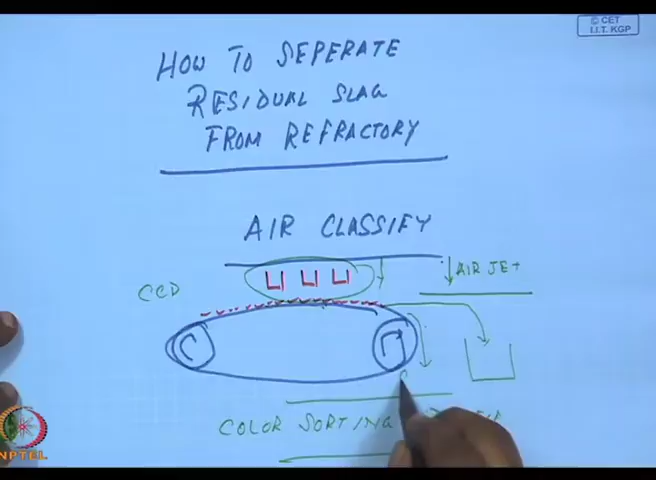 © CET
I.I.T. KGP
HOW TO SEPERATE
RESIDUAL SLAG
FROM REFRACTORY
AIR CLASSIFY
CCD
AIR JET
COLOR SORTING
NPTEL